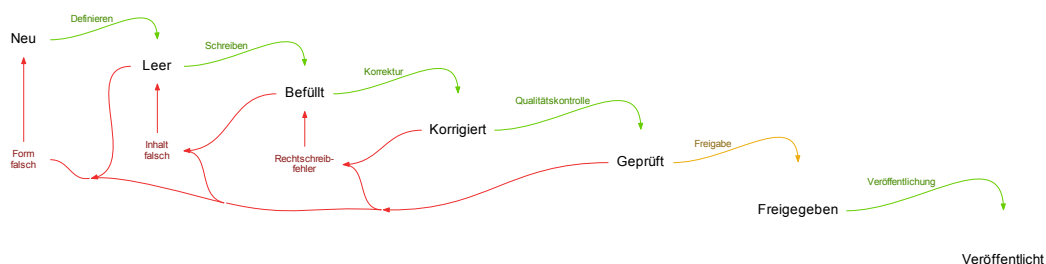 Definieren
Neu
Schreiben
Leer
Korrektur
Befüllt
Qualitätskontrolle
Korrigiert
Form
falsch
Inhalt
falsch
Rechtschreib-
fehler
Freigabe
Geprüft
Veröffentlichung
Freigegeben
Veröffentlicht